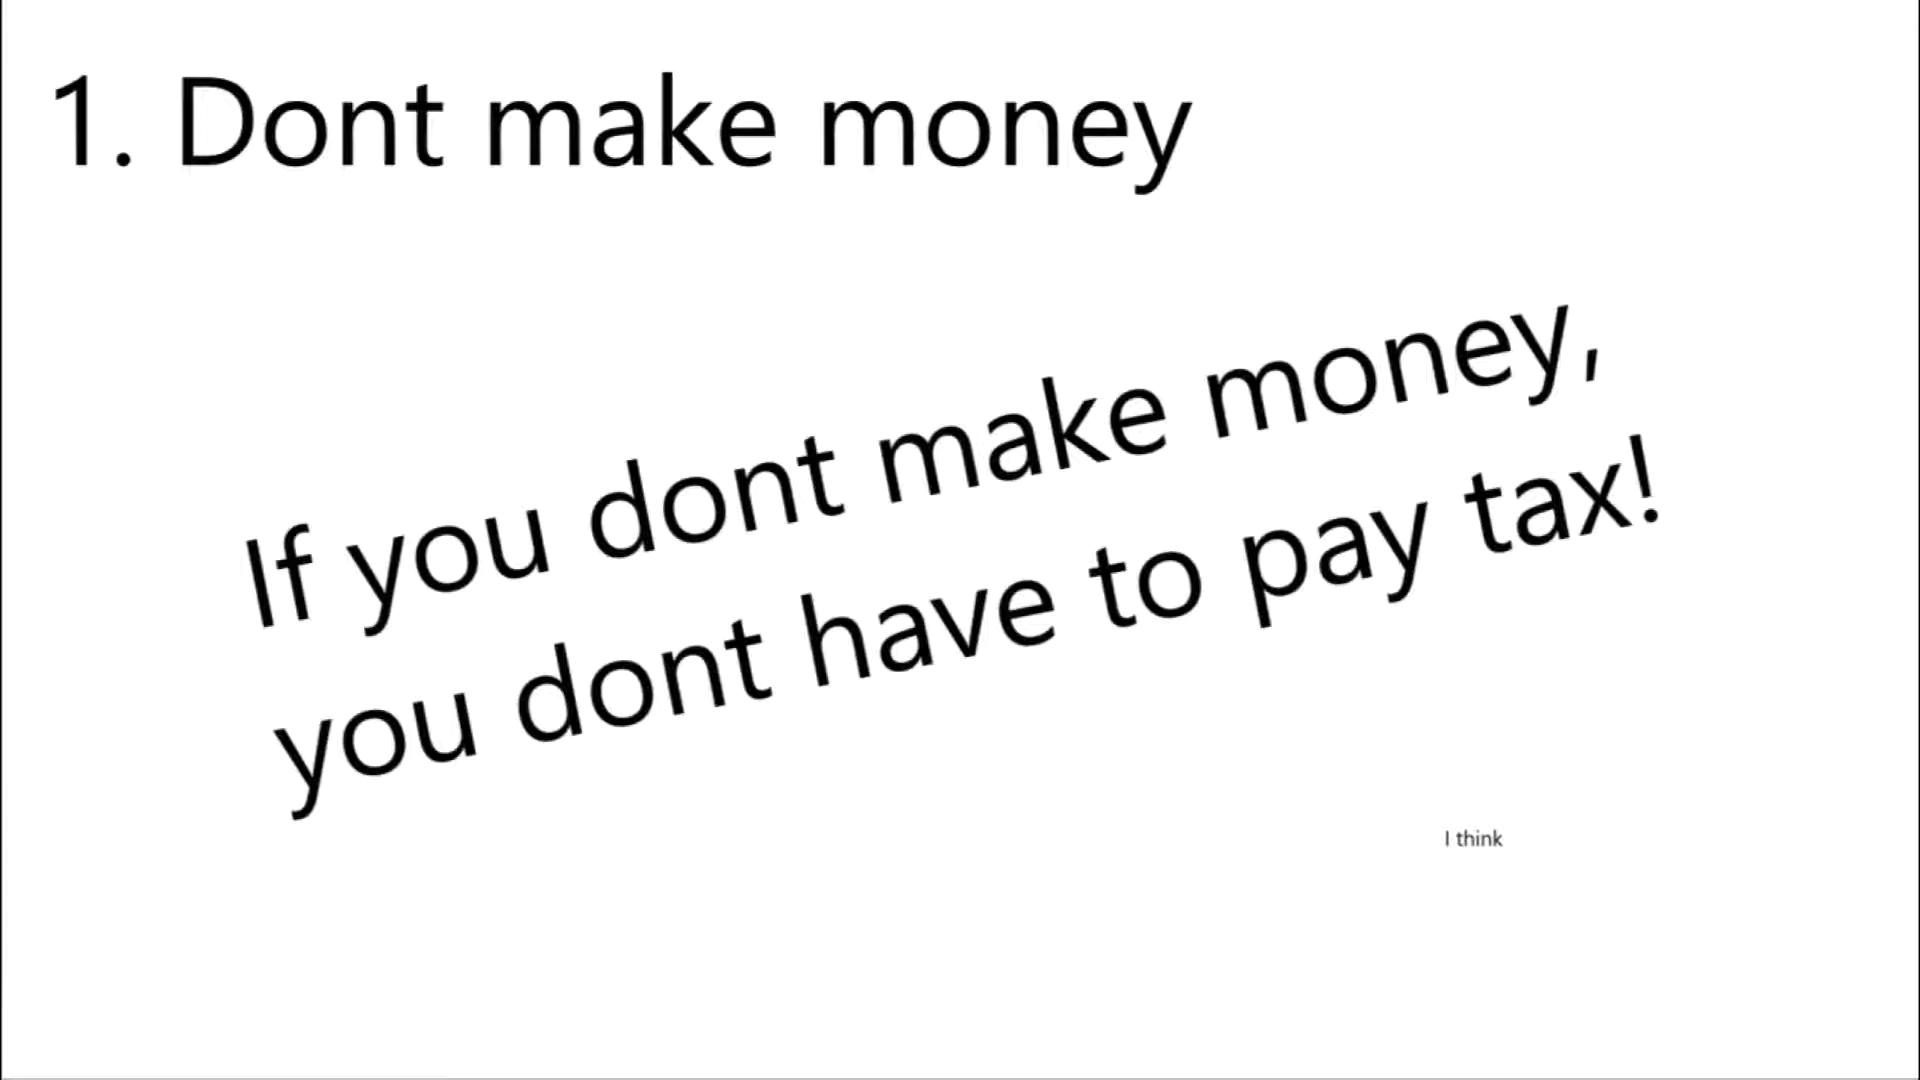 1. Dont make money
If you dont make money,
you dont have to pay tax!
I think